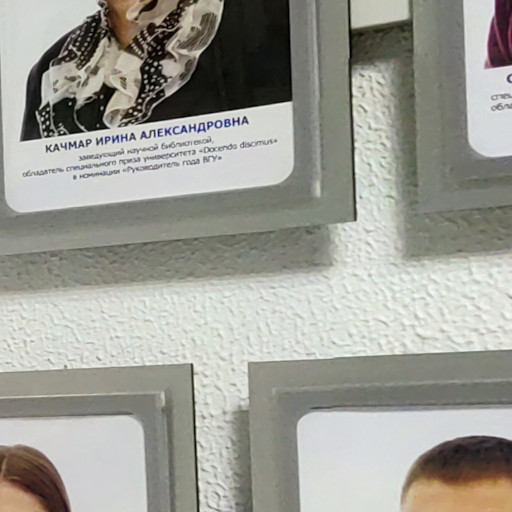 КАЧМАР ИРИНА АЛЕКСАНДРОВНА
заведующий научной библиотекой,
обладатель специального приза университета «Docendo discimus»
в номинации «Руководитель года ВГУ»